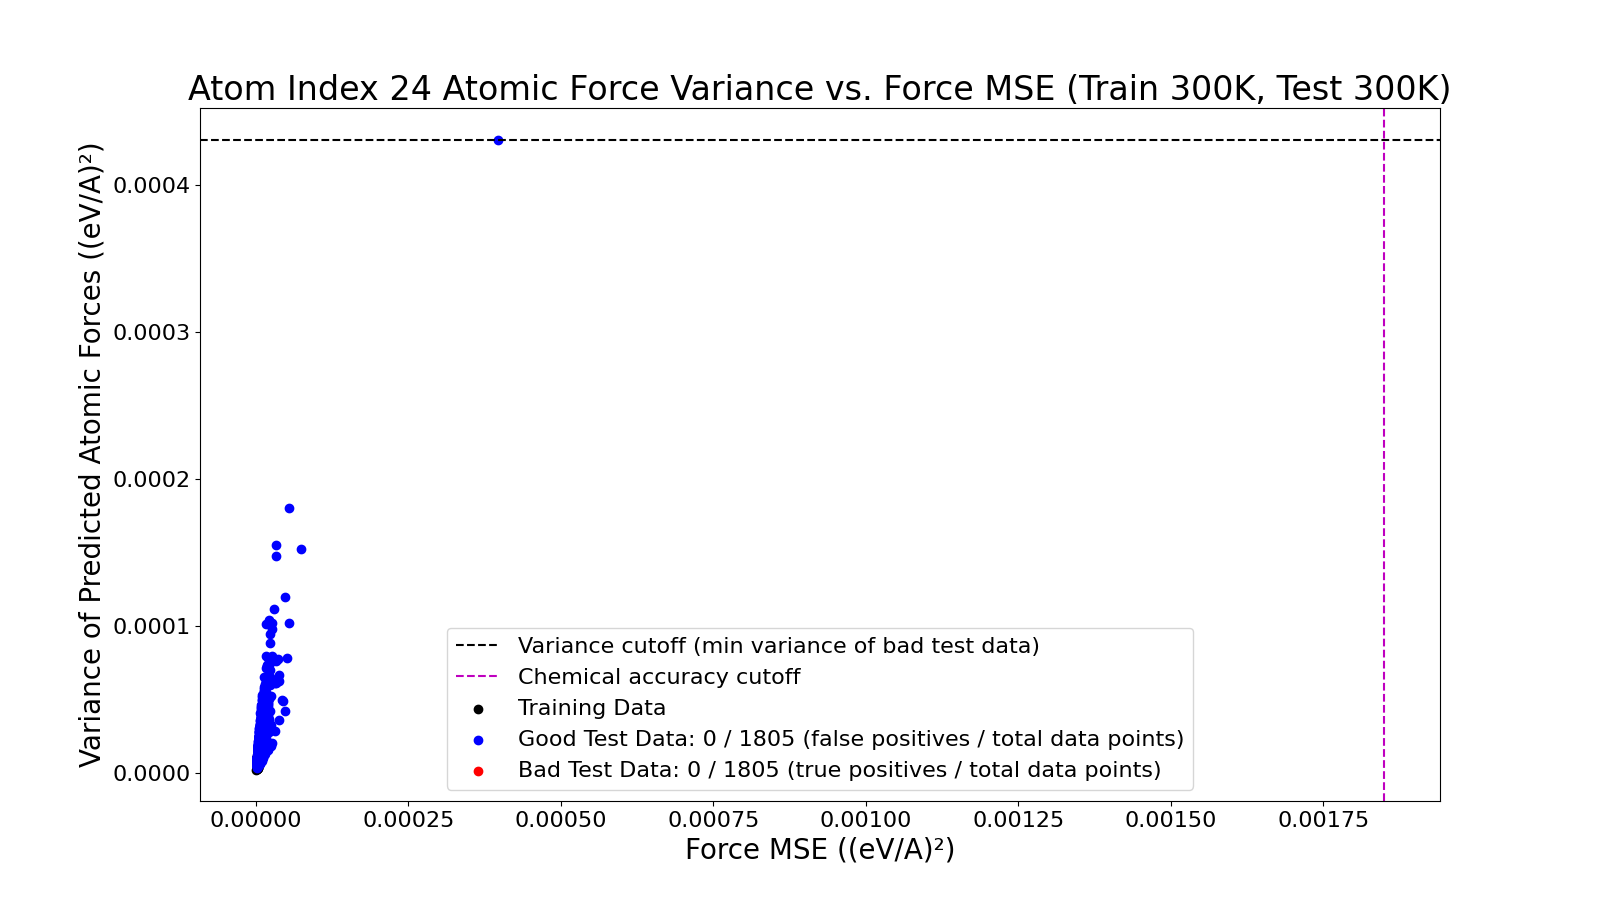 Atom Index 24 Atomic Force Variance vs. Force MSE (Train 300K, Test 300K)
Variance of Predicted Atomic Forces ((eV/A)²)
0.0004
0.0003
0.0002
0.0001
0.0000
Variance cutoff (min variance of bad test data)
Chemical accuracy cutoff
Training Data
Good Test Data: 0 / 1805 (false positives / total data points)
Bad Test Data: 0 / 1805 (true positives / total data points)
0.00000 0.00025 0.00050 0.00075 0.00100 0.00125 0.00150 0.00175
Force MSE ((eV/A)²)